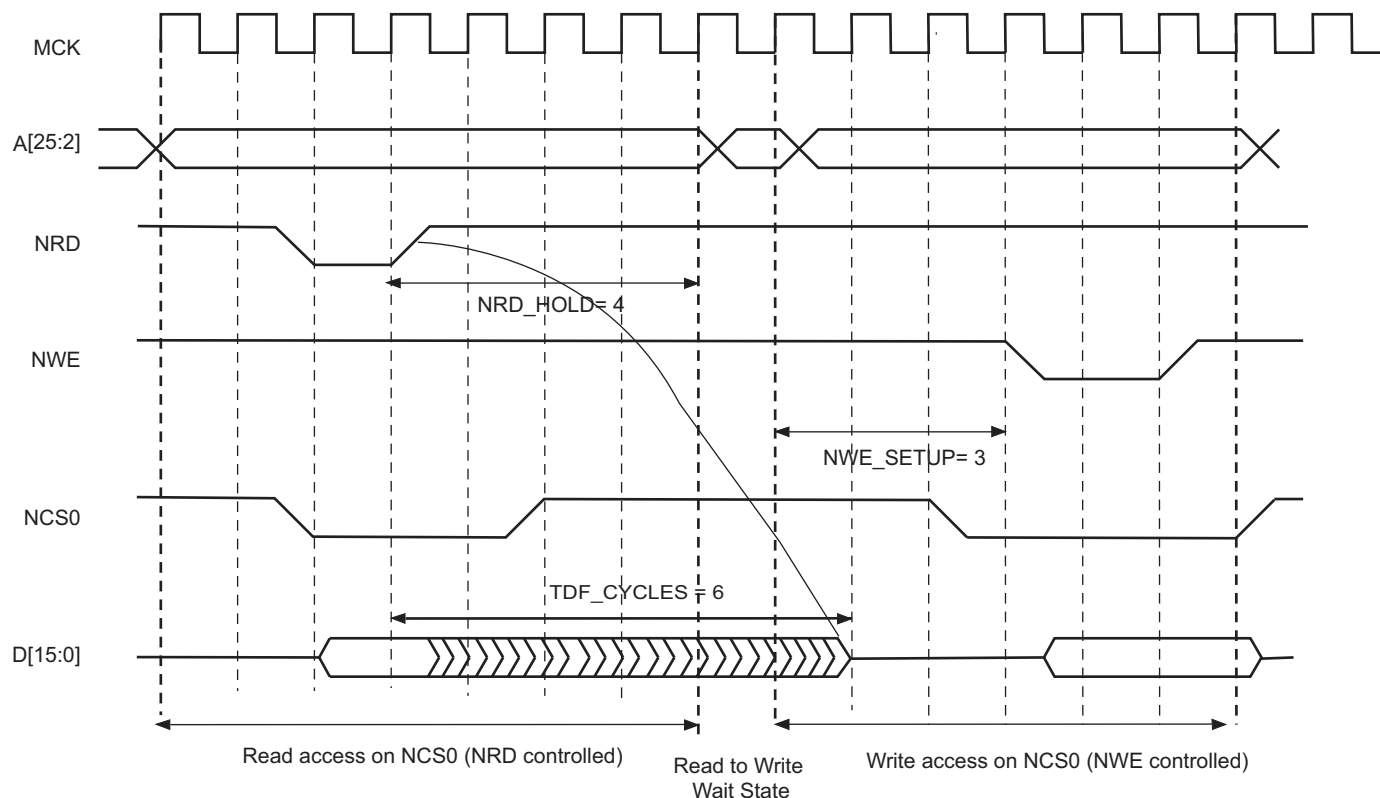 MCK
A[25:2]
NRD
NRD_HOLD= 4
NWE
NWE_SETUP= 3
NCS0
TDF_CYCLES = 6
D[15:0]
Read access on NCS0 (NRD controlled)
Read to Write
Wait State
Write access on NCS0 (NWE controlled)